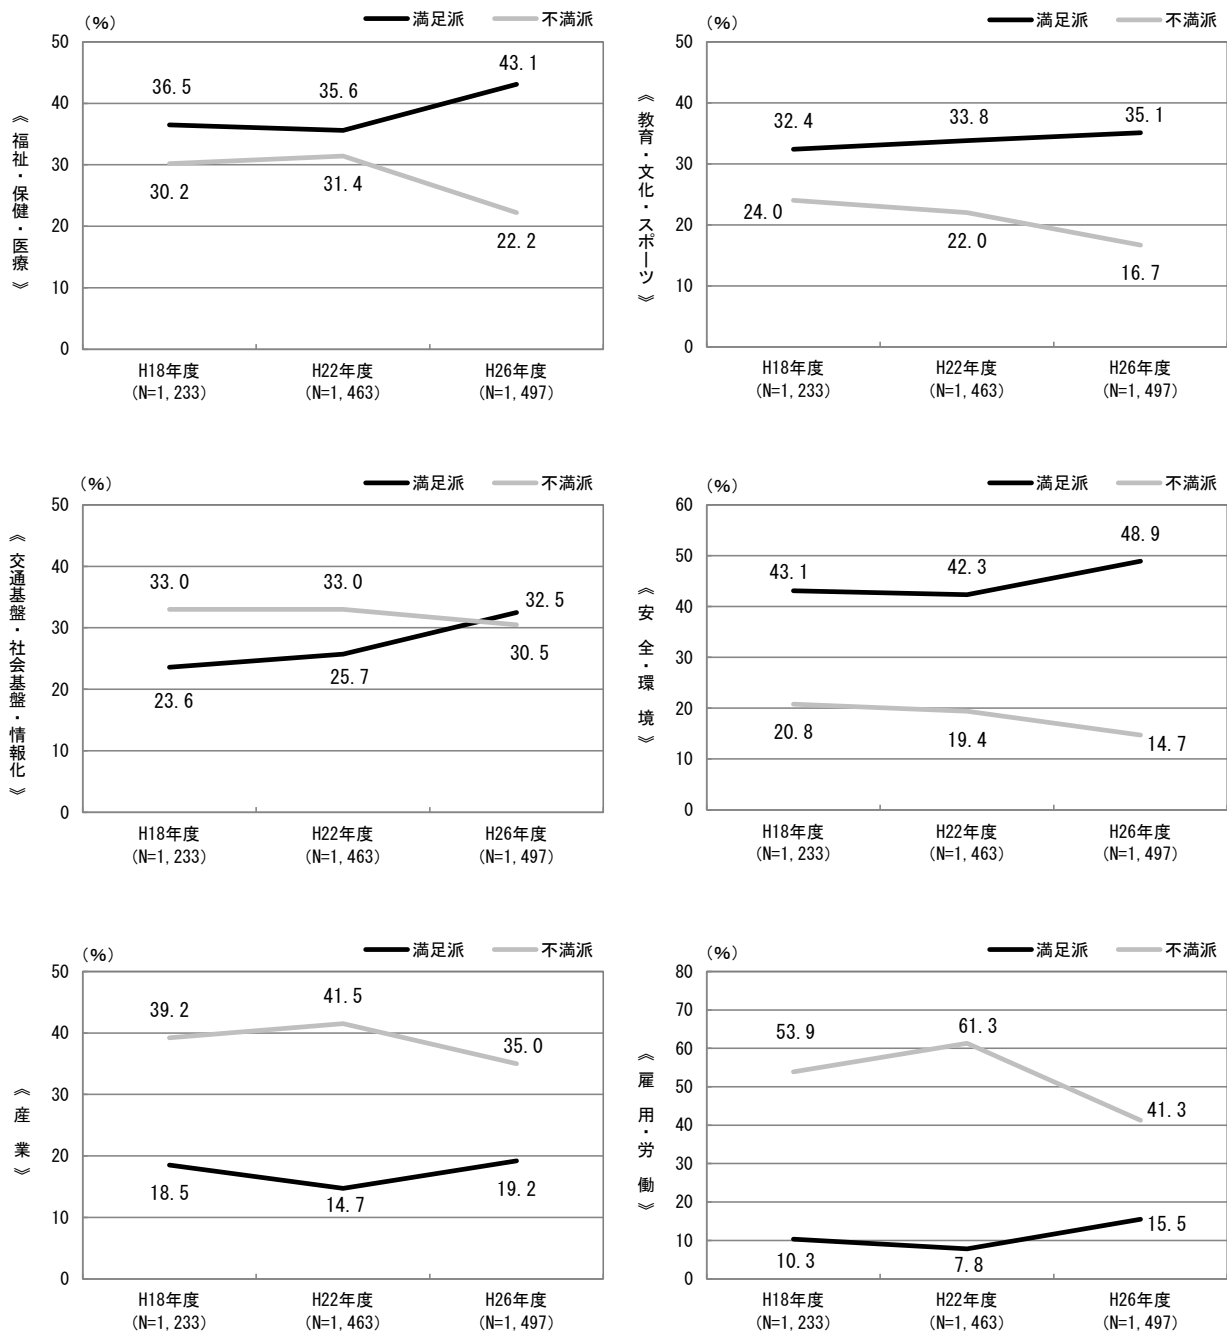 (%)
満足派 不満派
《福祉・保健・医療》
50
40
30
20
10
0
36.5
35.6
43.1
30.2
31.4
22.2
H18年度
(N=1,233)
H22年度
(N=1,463)
H26年度
(N=1,497)
(%)
満足派 不満派
《教育・文化・スポーツ》
50
40
30
20
10
0
32.4
33.8
35.1
24.0
22.0
16.7
H18年度
(N=1,233)
H22年度
(N=1,463)
H26年度
(N=1,497)
(%)
満足派 不満派
《交通基盤・社会基盤・情報化》
50
40
30
20
10
0
33.0
33.0
32.5
23.6
25.7
30.5
H18年度
(N=1,233)
H22年度
(N=1,463)
H26年度
(N=1,497)
(%)
満足派 不満派
《安全・環境》
60
50
40
30
20
10
0
43.1
42.3
48.9
20.8
19.4
14.7
H18年度
(N=1,233)
H22年度
(N=1,463)
H26年度
(N=1,497)
(%)
満足派 不満派
《産業》
50
40
30
20
10
0
39.2
41.5
35.0
18.5
14.7
19.2
H18年度
(N=1,233)
H22年度
(N=1,463)
H26年度
(N=1,497)
(%)
満足派 不満派
《雇用・労働》
80
70
60
50
40
30
20
10
0
53.9
61.3
41.3
10.3
7.8
15.5
H18年度
(N=1,233)
H22年度
(N=1,463)
H26年度
(N=1,497)